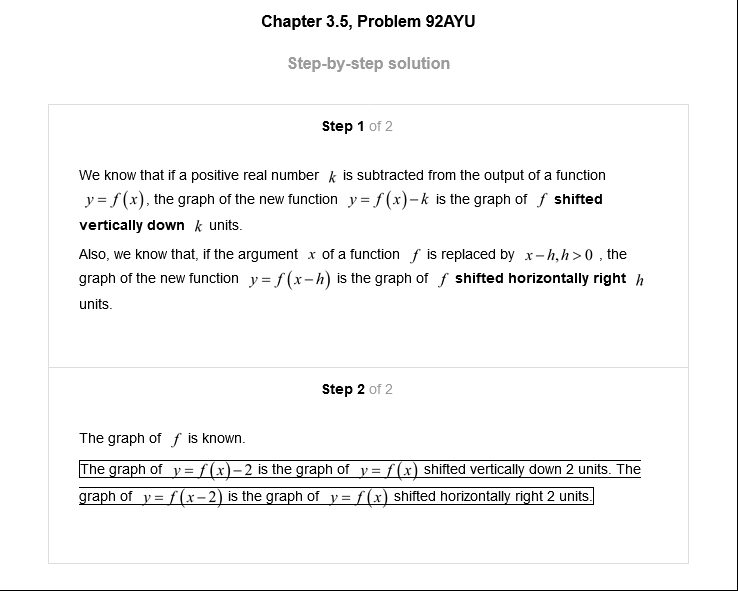 Chapter 3.5, Problem 92AYU
Step-by-step solution
Step 1 of 2
We know that if a positive real number k is subtracted from the output of a function
y = f(x), the graph of the new function y = f(x)−k is the graph of f shifted
vertically down k units.
Also, we know that, if the argument x of a function f is replaced by x−h,h>0 , the
graph of the new function y = f(x−h) is the graph of f shifted horizontally right h
units.
Step 2 of 2
The graph of f is known.
The graph of y = f(x)−2 is the graph of y = f(x) shifted vertically down 2 units. The
graph of y = f(x−2) is the graph of y = f(x) shifted horizontally right 2 units.